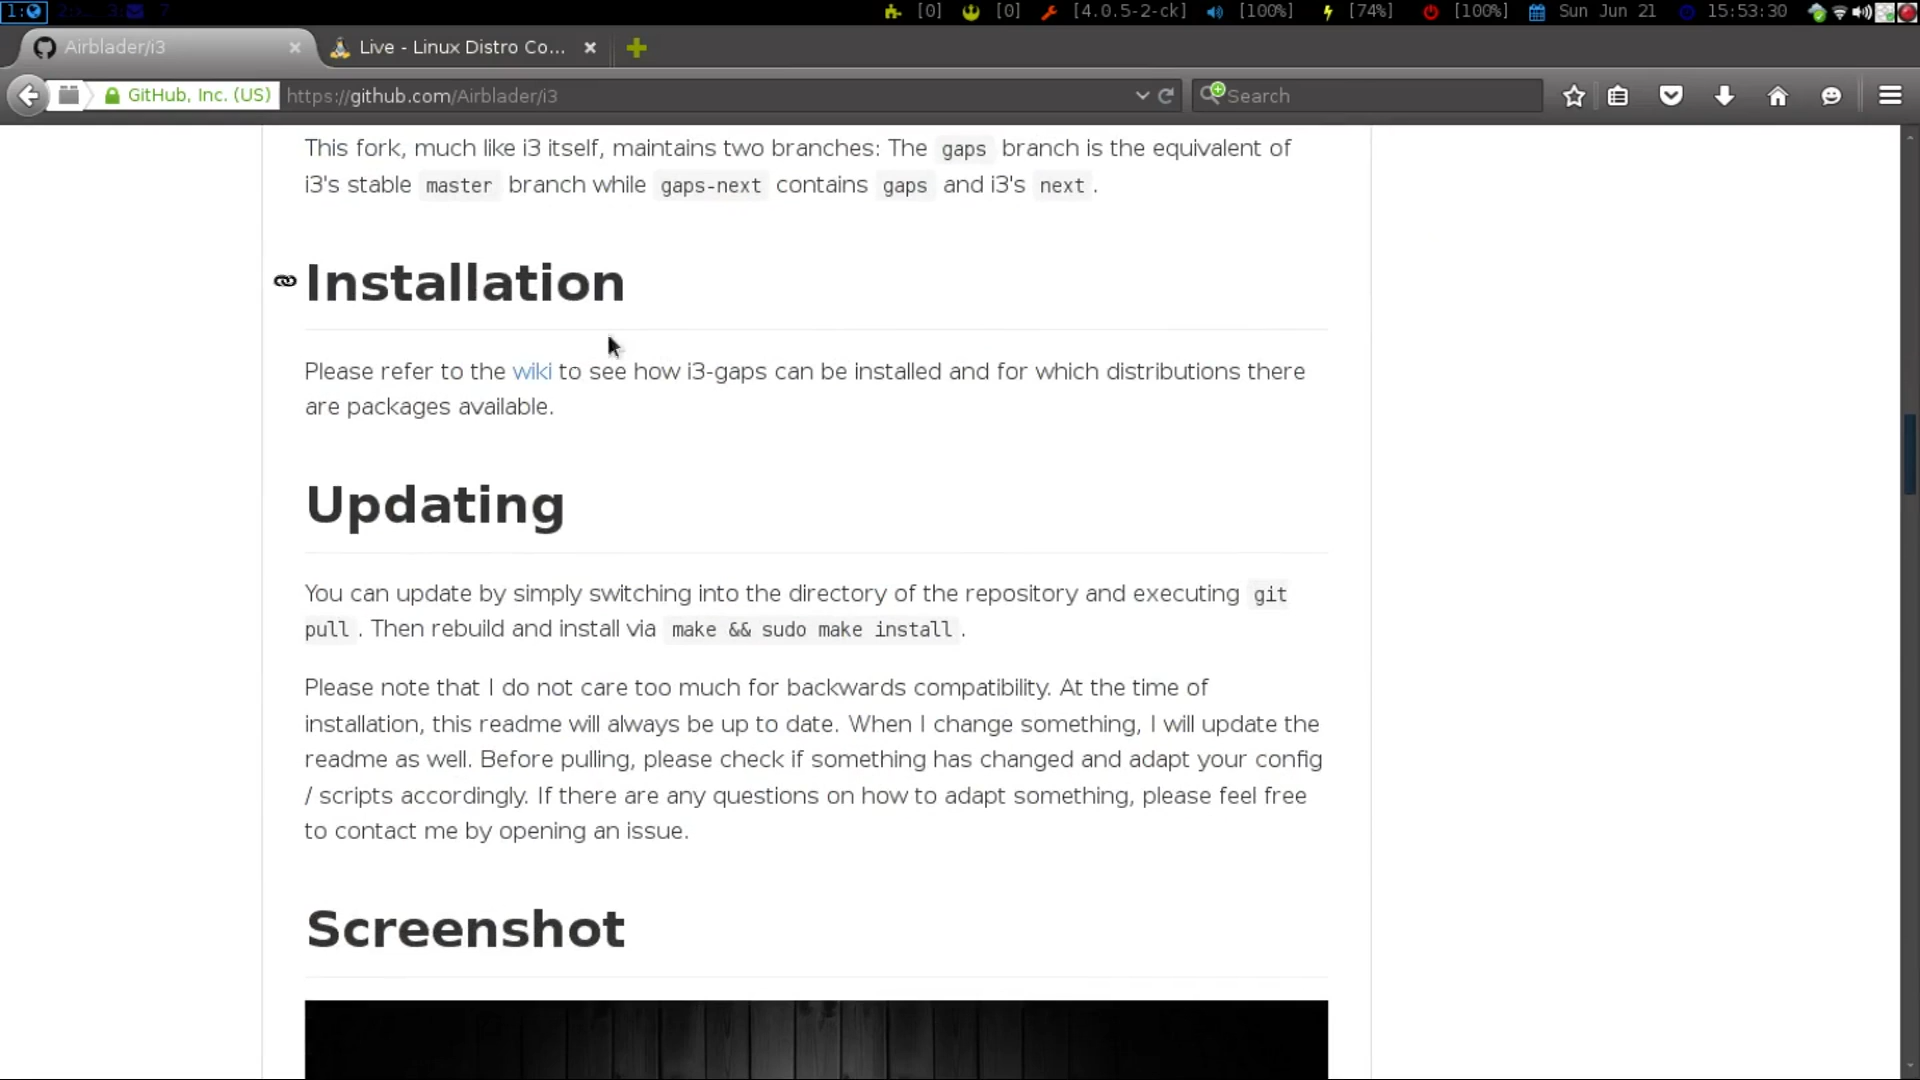 1: 2: 3: 7 [0] [0] [4.0.5-2-ck] [100%] [74%] [100%] Sun Jun 21 15:53:30
Airblader/i3 Live - Linux Distro Co...
GitHub, Inc. (US) https://github.com/Airblader/i3 Search
This fork, much like i3 itself, maintains two branches: The gaps branch is the equivalent of
i3's stable master branch while gaps-next contains gaps and i3's next .
Installation
Please refer to the wiki to see how i3-gaps can be installed and for which distributions there
are packages available.
Updating
You can update by simply switching into the directory of the repository and executing git
pull . Then rebuild and install via make && sudo make install .
Please note that I do not care too much for backwards compatibility. At the time of
installation, this readme will always be up to date. When I change something, I will update the
readme as well. Before pulling, please check if something has changed and adapt your config
/ scripts accordingly. If there are any questions on how to adapt something, please feel free
to contact me by opening an issue.
Screenshot